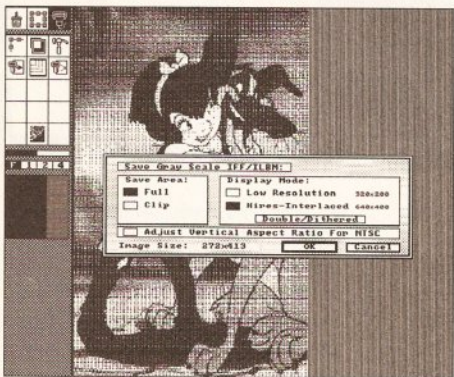 Save Gray Scale IFF/ILBM:
Save Area:
Full
Clip
Display Mode:
Low Resolution 320x200
Hires-Interlaced 640x400
Double/Dithered
Adjust Vertical Aspect Ratio For NTSC
Image Size: 272x413
OK
Cancel